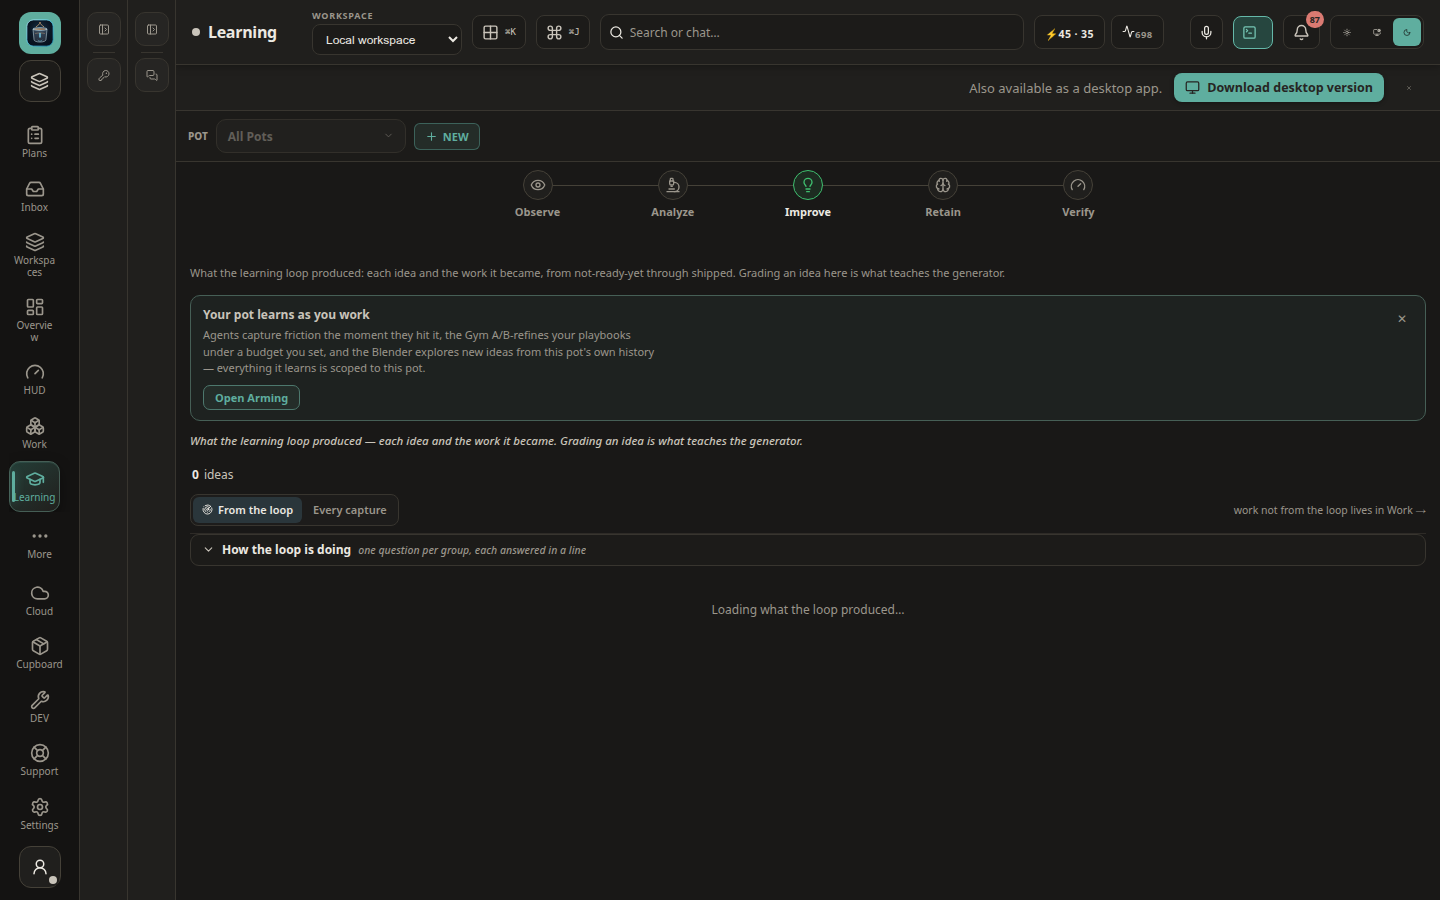 Learning
WORKSPACE
Local workspace
⌘K
⌘J
Search or chat...
⚡45 · 35
698
87
Also available as a desktop app.
Download desktop version
×
POT
All Pots
+ NEW
Observe
Analyze
Improve
Retain
Verify
What the learning loop produced: each idea and the work it became, from not-ready-yet through shipped. Grading an idea here is what teaches the generator.
Your pot learns as you work
×
Agents capture friction the moment they hit it, the Gym A/B-refines your playbooks
under a budget you set, and the Blender explores new ideas from this pot's own history
— everything it learns is scoped to this pot.
Open Arming
What the learning loop produced — each idea and the work it became. Grading an idea is what teaches the generator.
0 ideas
From the loop
Every capture
work not from the loop lives in Work →
How the loop is doing one question per group, each answered in a line
Loading what the loop produced...
Plans
Inbox
Workspa
ces
Overvie
w
HUD
Work
Learning
More
Cloud
Cupboard
DEV
Support
Settings